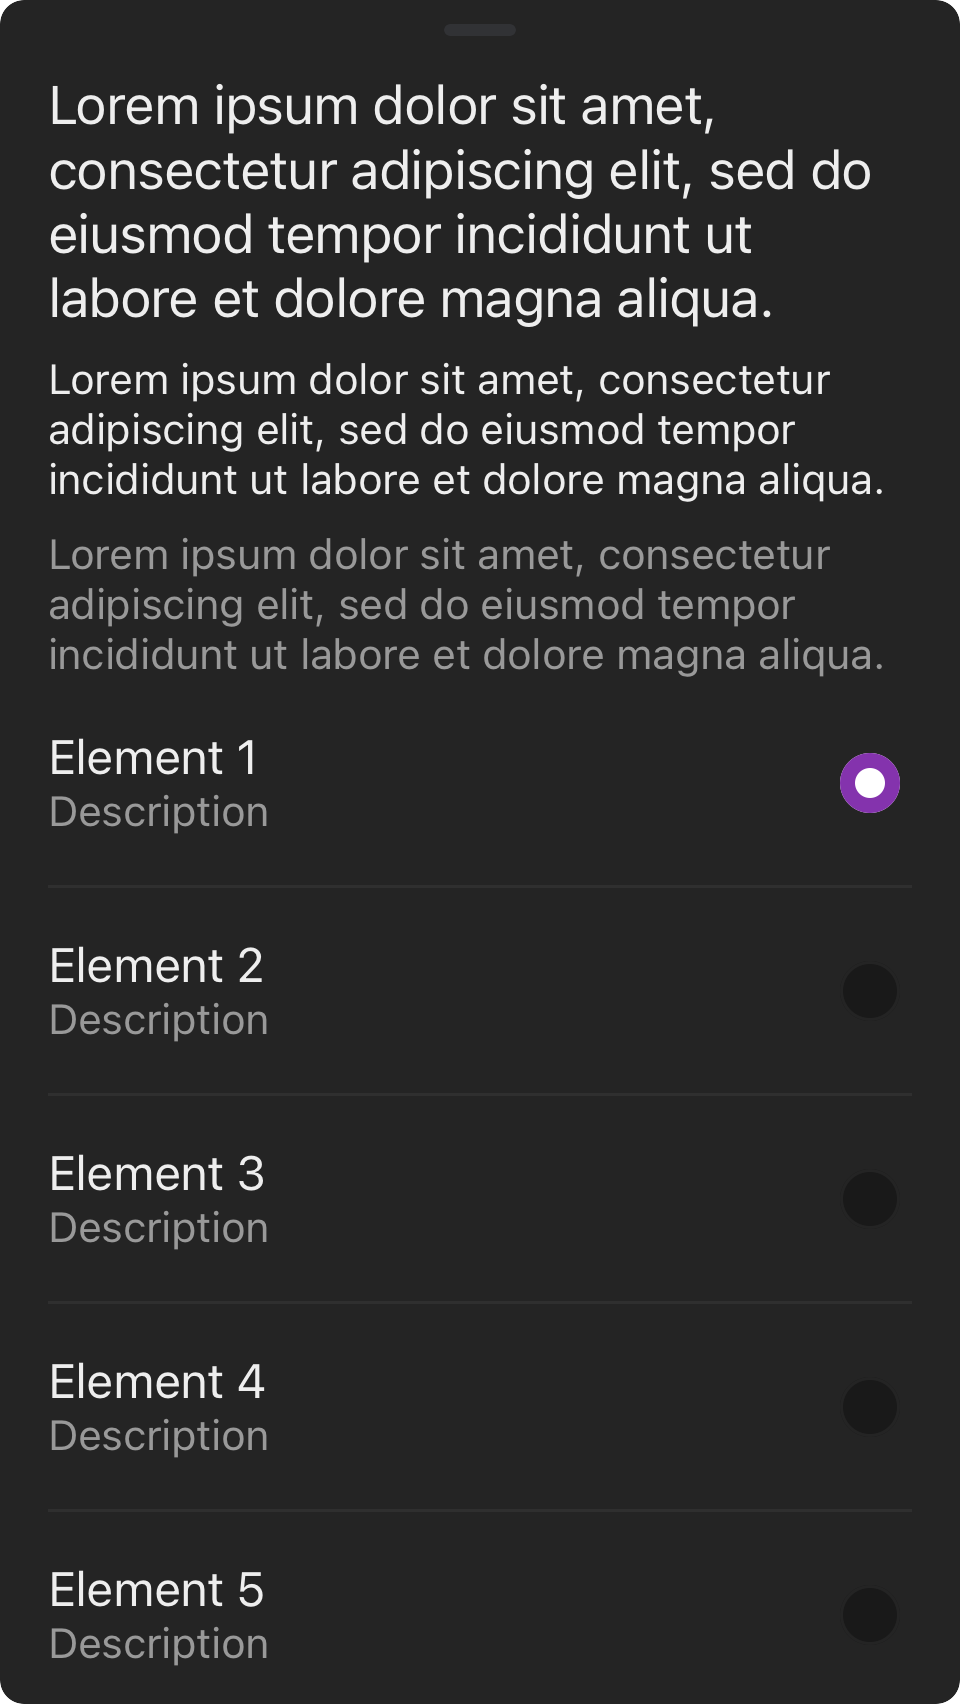 Lorem ipsum dolor sit amet,
consectetur adipiscing elit, sed do
eiusmod tempor incididunt ut
labore et dolore magna aliqua.
Lorem ipsum dolor sit amet, consectetur
adipiscing elit, sed do eiusmod tempor
incididunt ut labore et dolore magna aliqua.
Lorem ipsum dolor sit amet, consectetur
adipiscing elit, sed do eiusmod tempor
incididunt ut labore et dolore magna aliqua.
Element 1
Description
Element 2
Description
Element 3
Description
Element 4
Description
Element 5
Description